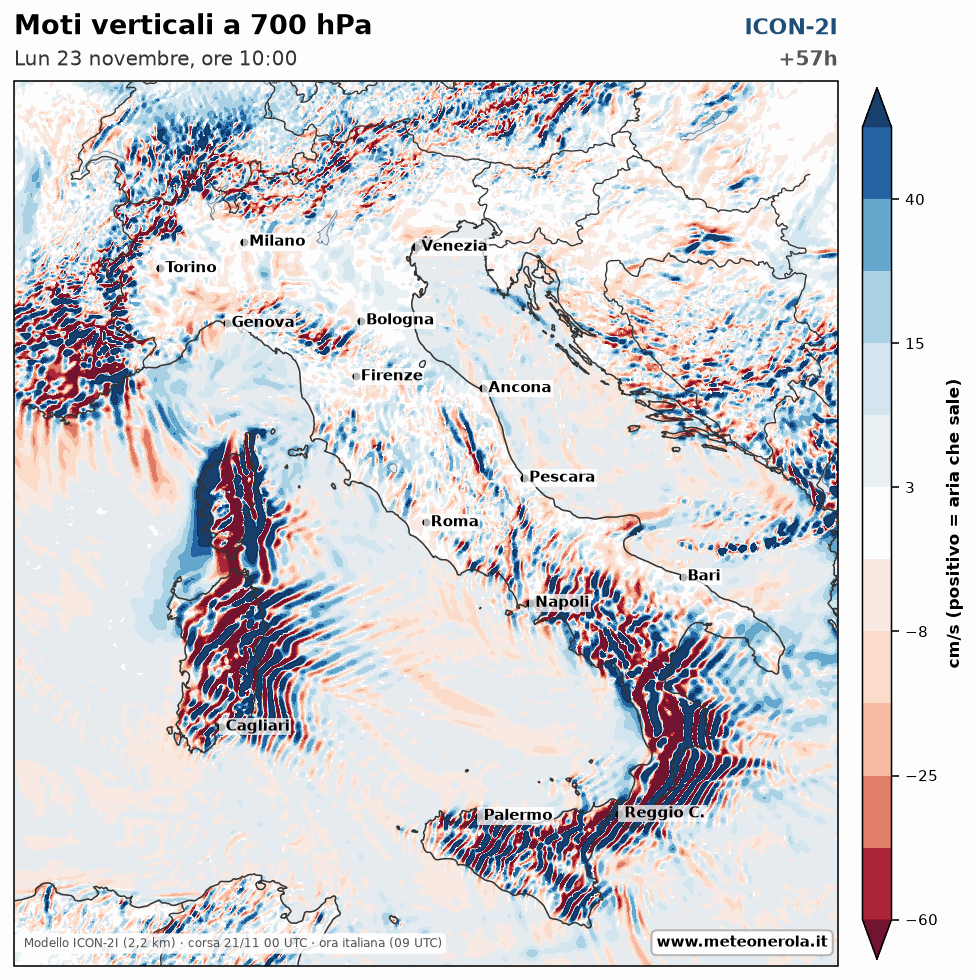 Moti verticali a 700 hPa
ICON-2I
Lun 23 novembre, ore 10:00
+57h
Milano
Venezia
Torino
Genova
Bologna
Firenze
Ancona
Pescara
Roma
Bari
Napoli
Cagliari
Palermo
Reggio C.
40
15
3
−8
−25
−60
cm/s (positivo = aria che sale)
Modello ICON-2I (2,2 km) · corsa 21/11 00 UTC · ora italiana (09 UTC)
www.meteonerola.it